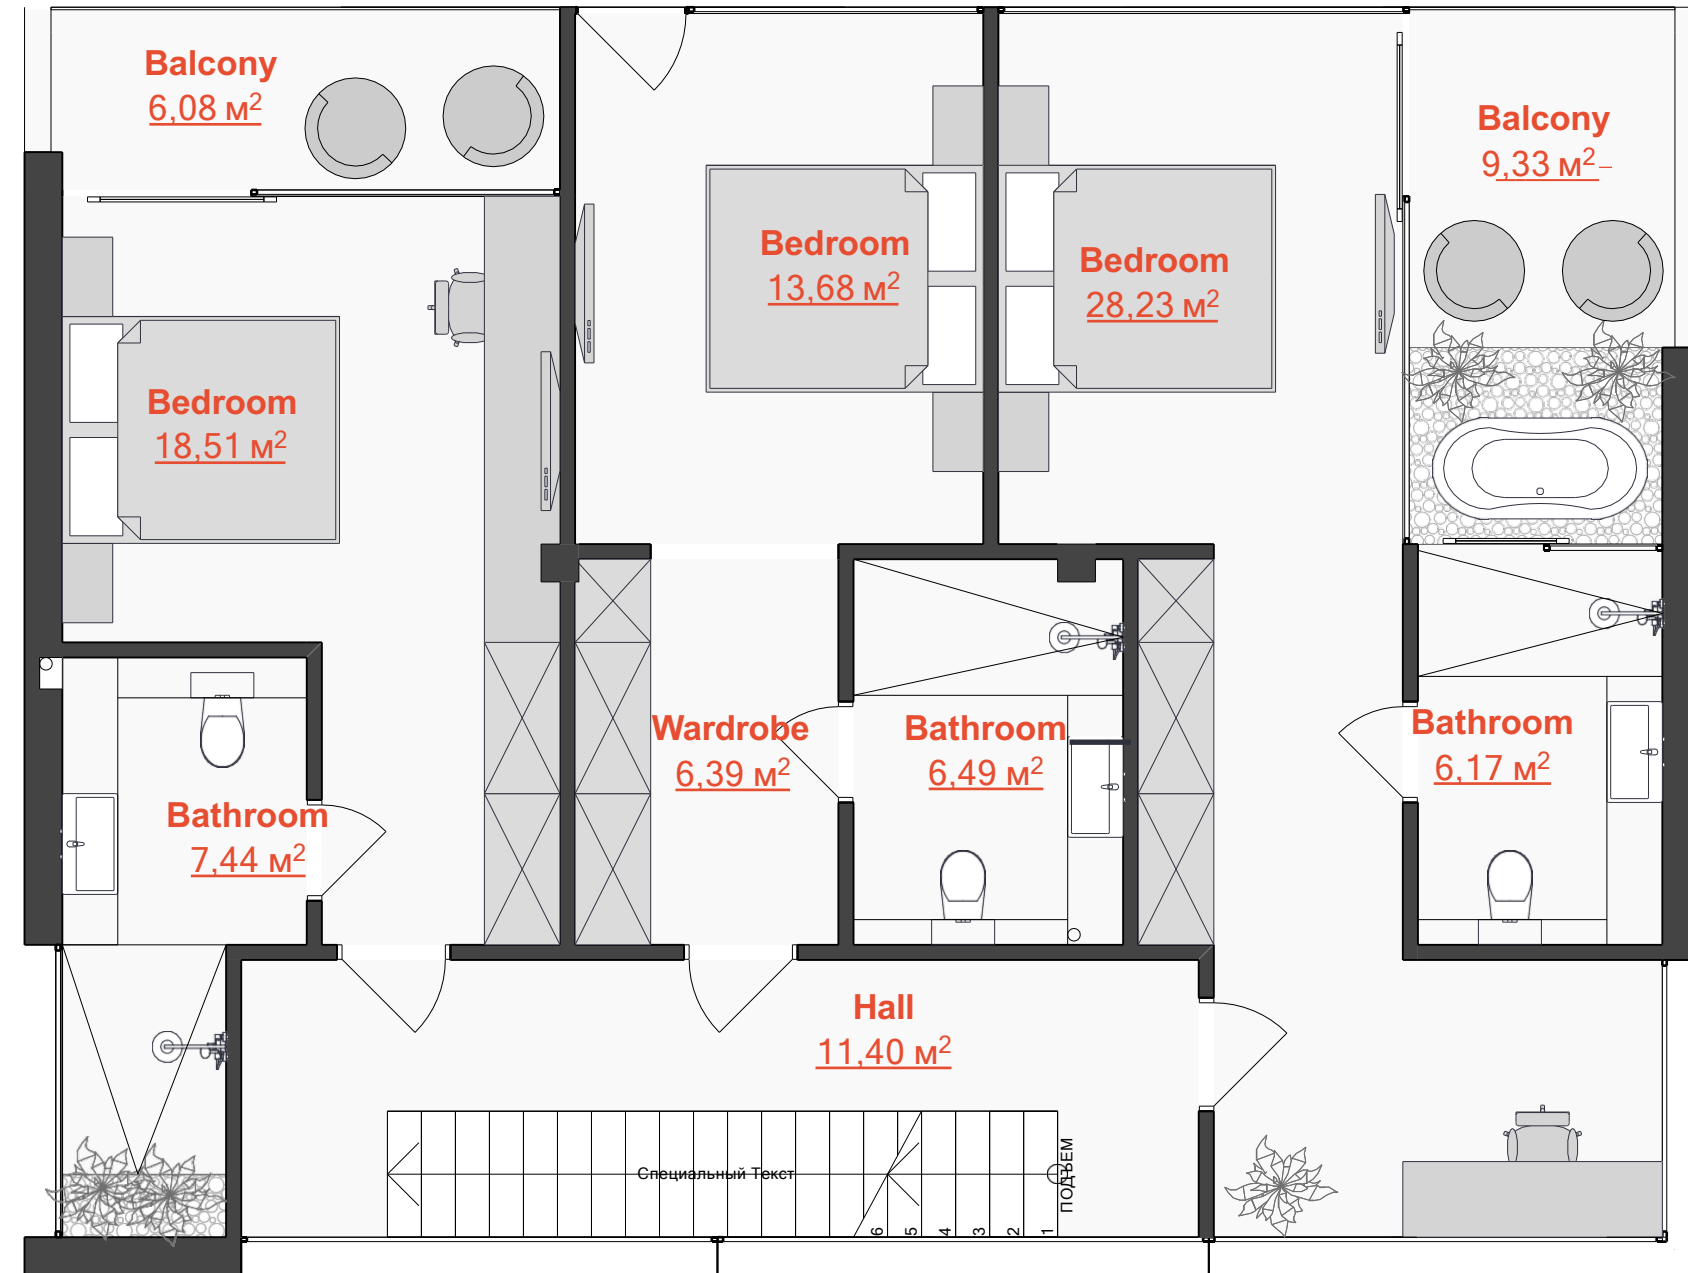 Balcony
6,08 м²
Balcony
9,33 м²
Bedroom
13,68 м²
Bedroom
28,23 м²
Bedroom
18,51 м²
Wardrobe
6,39 м²
Bathroom
6,49 м²
Bathroom
6,17 м²
Bathroom
7,44 м²
Hall
11,40 м²
Специальный Текст
6
5
4
3
2
1
ПОДЪЕМ